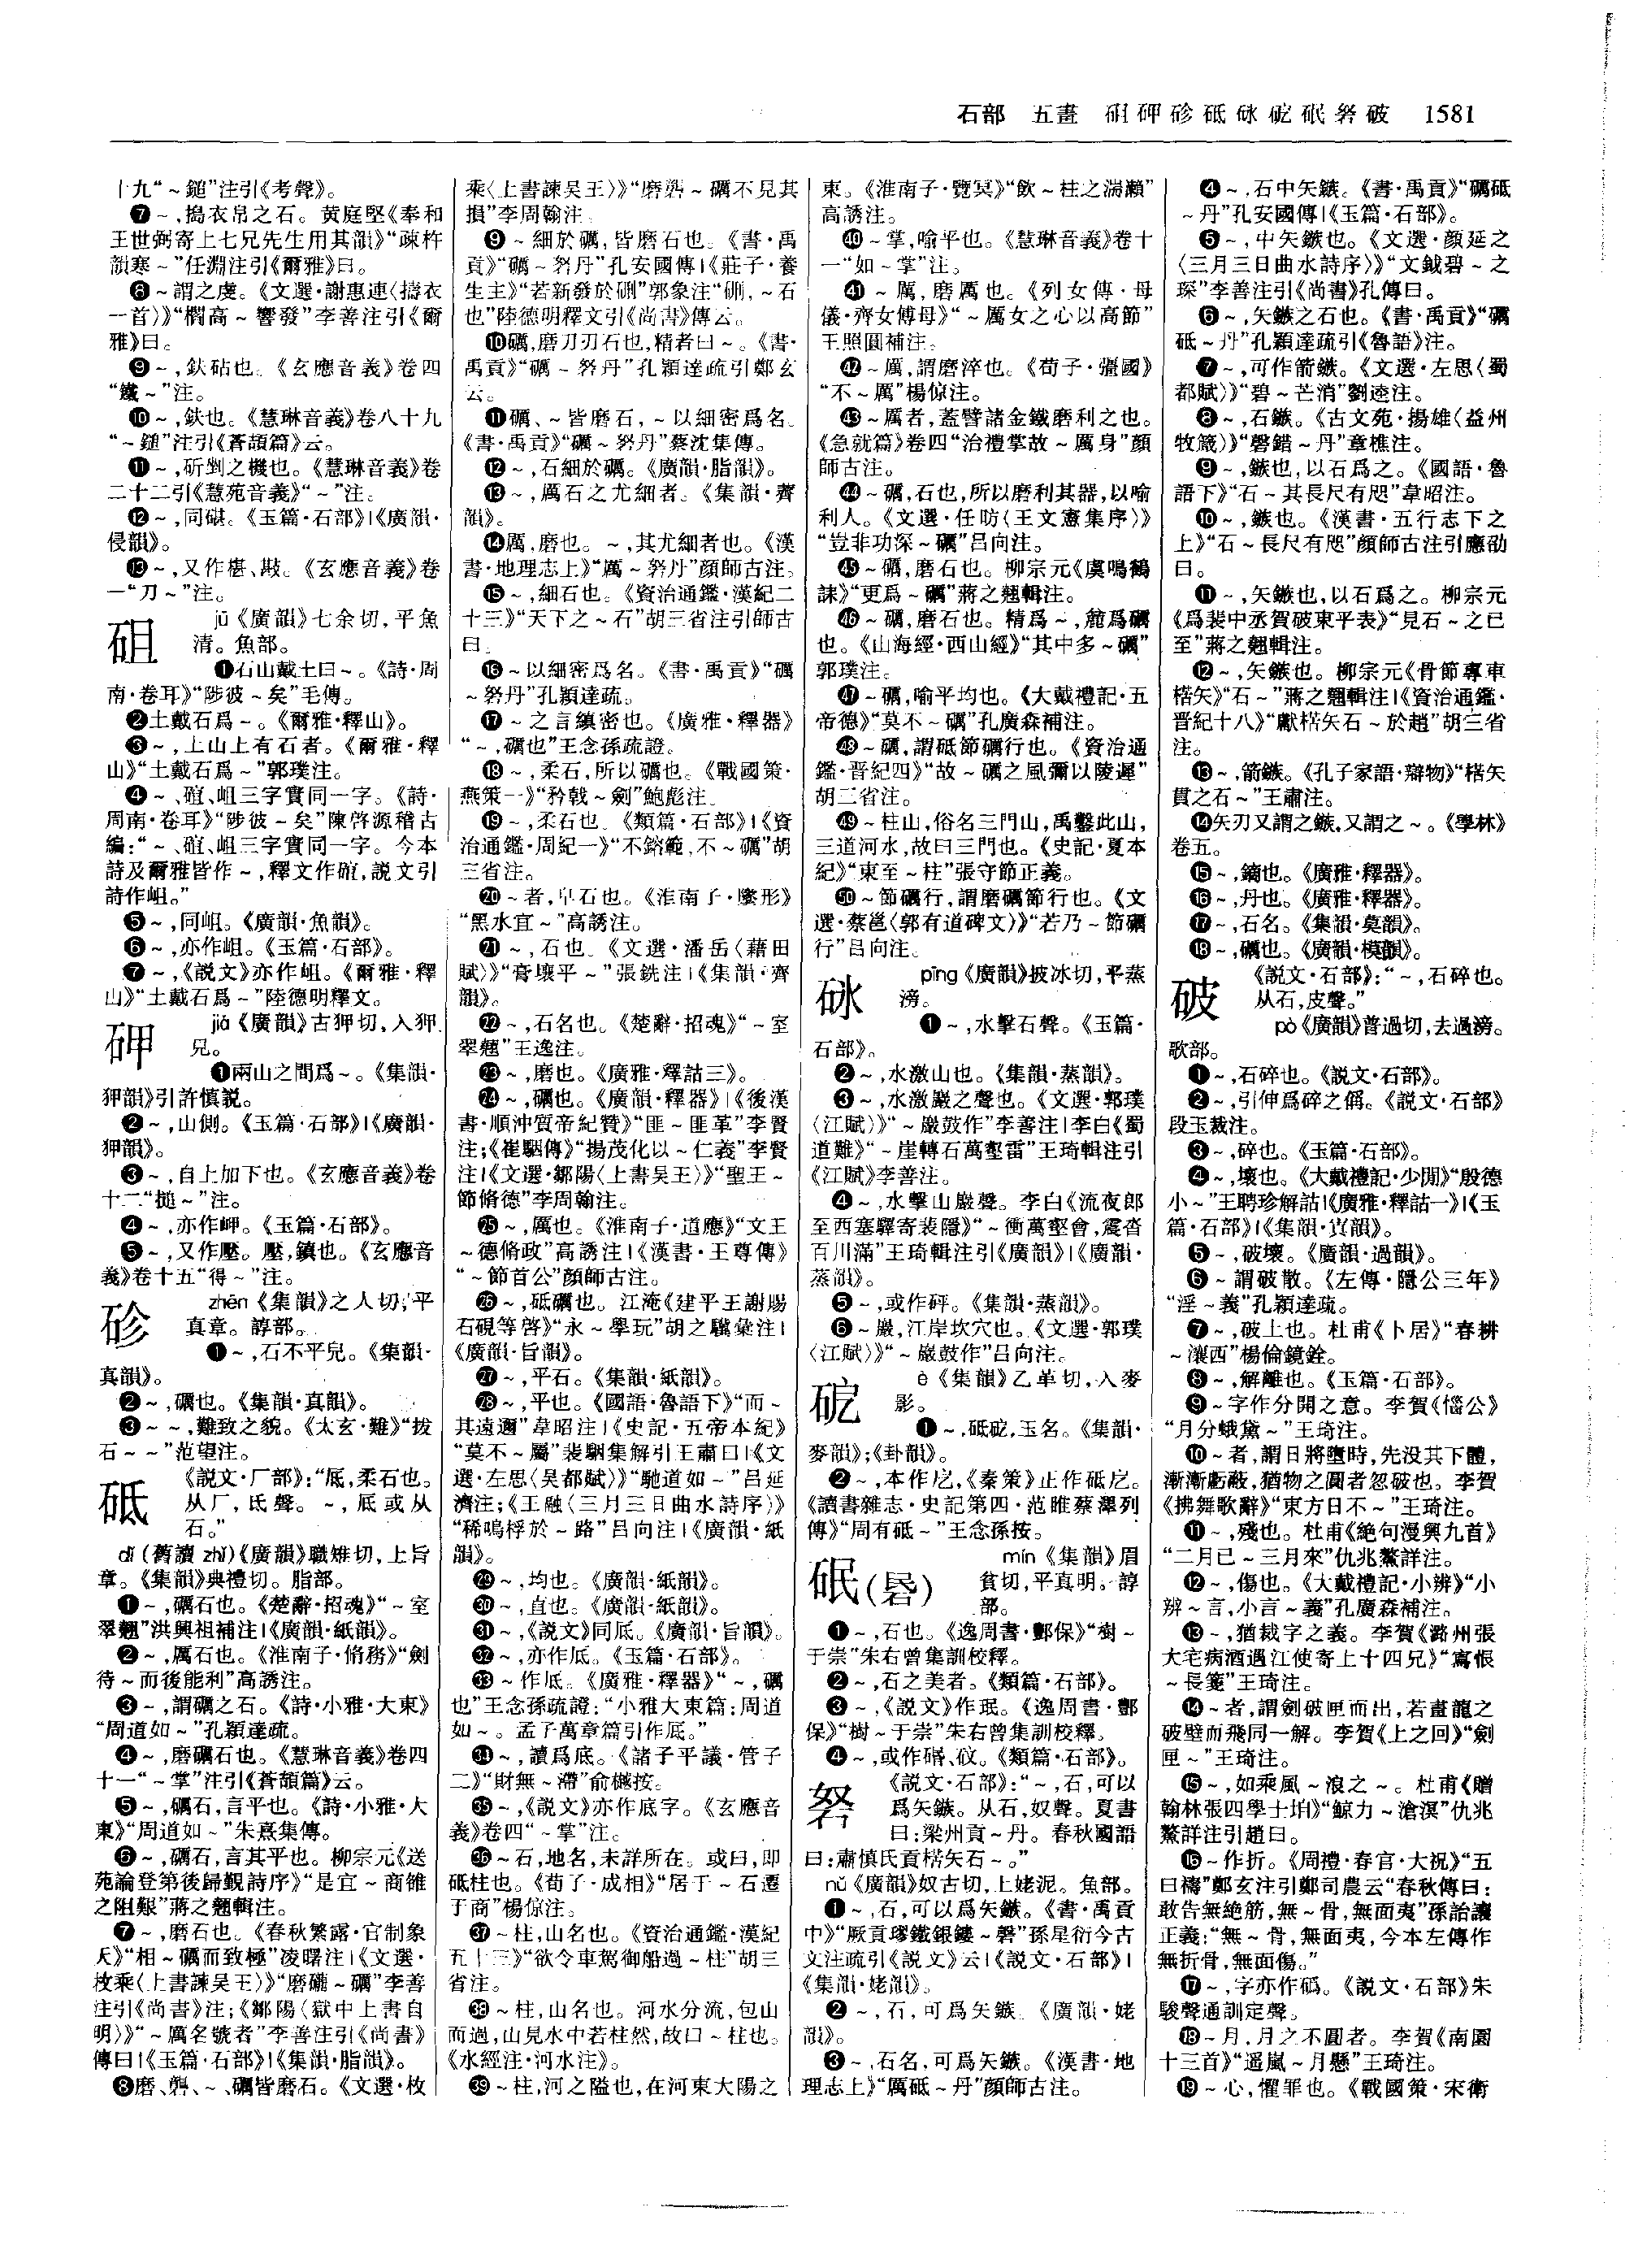 石部　五畫　砠砷砛砥砯砨砇砮破　1581
十九“～鎚”注引《考聲》。
❼～,搗衣帛之石。黄庭堅《奉和
王世弼寄上七兄先生用其韻》“疎杵
韻寒～”任淵注引《爾雅》曰。
❽～謂之虔。《文選·謝惠連〈擣衣
一首〉》“櫩高～響發”李善注引《爾
雅》曰。
❾～,鈇砧也。《玄應音義》卷四
“鑯～”注。
❿～,鈇也。《慧琳音義》卷八十九
“～鎚”注引《蒼頡篇》云。
⓫～,斫剉之機也。《慧琳音義》卷
二十二引《慧苑音義》“～”注。
⓬～,同碪。《玉篇·石部》|《廣韻·
侵韻》。
⓭～,又作椹、㪜。《玄應音義》卷
一“刀～”注。
砠 jū《廣韻》七余切,平魚
清。魚部。
❶石山戴土曰～。《詩·周
南·卷耳》“陟彼～矣”毛傳。
❷土戴石爲～。《爾雅·釋山》。
❸～,土山上有石者。《爾雅·釋
山》“土戴石爲～”郭璞注。
❹～、䃊、岨三字實同一字。《詩·
周南·卷耳》“陟彼～矣”陳啓源稽古
編:“～、䃊、岨三字實同一字。今本
詩及爾雅皆作～,釋文作䃊,説文引
詩作岨。”
❺～,同岨。《廣韻·魚韻》。
❻～,亦作岨。《玉篇·石部》。
❼～,《説文》亦作岨。《爾雅·釋
山》“土戴石爲～”陸德明釋文。
砷 jiá《廣韻》古狎切,入狎
見。
❶兩山之間爲～。《集韻·
狎韻》引許慎説。
❷～,山側。《玉篇·石部》|《廣韻·
狎韻》。
❸～,自上加下也。《玄應音義》卷
十二“搥～”注。
❹～,亦作岬。《玉篇·石部》。
❺～,又作壓。壓,鎮也。《玄應音
義》卷十五“得～”注。
zhēn《集韻》之人切,平
真章。諄部。
❶～,石不平皃。《集韻·
真韻》。
❷～,礪也。《集韻·真韻》。
❸～～,難致之貌。《太玄·難》“拔
石～～”范望注。
砥 《説文·厂部》:“厎,柔石也。
从厂,氐聲。～,厎或从
石。”
dǐ (舊讀 zhǐ)《廣韻》職雉切,上旨
章。《集韻》典禮切。脂部。
❶～,礪石也。《楚辭·招魂》“～室
翠翹”洪興祖補注|《廣韻·紙韻》。
❷～,厲石也。《淮南子·脩務》“劍
待～而後能利”高誘注。
❸～,謂礪之石。《詩·小雅·大東》
“周道如～”孔穎達疏。
❹～,磨礪石也。《慧琳音義》卷四
十一“～掌”注引《蒼頡篇》云。
❺～,礪石,言平也。《詩·小雅·大
東》“周道如～”朱熹集傳。
❻～,礪石,言其平也。柳宗元《送
苑論登第後歸覲詩序》“是宜～商雒
之阻艱”蔣之翹輯注。
❼～,磨石也。《春秋繁露·官制象
天》“相～礪而致極”凌曙注|《文選·
枚乘〈上書諫吴王〉》“磨礲～礪”李善
注引《尚書》注;《鄒陽〈獄中上書自
明〉》“～厲名號者”李善注引《尚書》
傳曰|《玉篇·石部》|《集韻·脂韻》。
❽磨、礱、～、礪皆磨石。《文選·枚
乘〈上書諫吴王〉》“磨礱～礪不見其
損”李周翰注。
❾～細於礪,皆磨石也。《書·禹
貢》“礪～砮丹”孔安國傳|《莊子·養
生主》“若新發於硎”郭象注“硎,～石
也”陸德明釋文引《尚書》傳云。
❿礪,磨刀刃石也,精者曰～。《書·
禹貢》“礪～砮丹”孔穎達疏引鄭玄
云。
⓫礪、～皆磨石,～以細密爲名。
《書·禹貢》“礪～砮丹”蔡沈集傳。
⓬～,石細於礪。《廣韻·脂韻》。
⓭～,厲石之尤細者。《集韻·薺
韻》。
⓮厲,磨也。～,其尤細者也。《漢
書·地理志上》“厲～砮丹”顔師古注。
⓯～,細石也。《資治通鑑·漢紀二
十三》“天下之～石”胡三省注引師古
曰。
⓰～以細密爲名。《書·禹貢》“礪
～砮丹”孔穎達疏。
⓱～之言縝密也。《廣雅·釋器》
“～,礪也”王念孫疏證。
⓲～,柔石,所以礪也。《戰國策·
燕策一》“矜戟～劍”鮑彪注。
⓳～,柔石也。《類篇·石部》|《資
治通鑑·周紀一》“不鎔範,不～礪”胡
三省注。
⓴～者,阜石也。《淮南子·墬形》
“黑水宜～”高誘注。
㉑～,石也。《文選·潘岳〈藉田
賦〉》“膏壤平～”張銑注|《集韻·齊
韻》。
㉒～,石名也。《楚辭·招魂》“～室
翠翹”王逸注。
㉓～,磨也。《廣雅·釋詁三》。
㉔～,礪也。《廣韻·釋器》|《後漢
書·順沖質帝紀贊》“匪～匪革”李賢
注;《崔駰傳》“揚茂化以～仁義”李賢
注|《文選·鄒陽〈上書吴王〉》“聖王～
節脩德”李周翰注。
㉕～,厲也。《淮南子·道應》“文王
～德脩政”高誘注|《漢書·王尊傳》
“～節首公”顔師古注。
㉖～,砥礪也。江淹《建平王謝賜
石硯等啓》“永～學玩”胡之驥彙注|
《廣韻·旨韻》。
㉗～,平石。《集韻·紙韻》。
㉘～,平也。《國語·魯語下》“而～
其遠邇”韋昭注|《史記·五帝本紀》
“莫不～屬”裴駰集解引王肅曰|《文
選·左思〈吴都賦〉》“馳道如～”吕延
濟注;《王融〈三月三日曲水詩序〉》
“稀鳴桴於～路”吕向注|《廣韻·紙
韻》。
㉙～,均也。《廣韻·紙韻》。
㉚～,直也。《廣韻·紙韻》。
㉛～,《説文》同厎。《廣韻·旨韻》。
㉜～,亦作厎。《玉篇·石部》。
㉝～作厎。《廣雅·釋器》“～,礪
也”王念孫疏證:“小雅大東篇:周道
如～。孟子萬章篇引作厎。”
㉞～,讀爲底。《諸子平議·管子
二》“財無～滯”俞樾按。
㉟～,《説文》亦作底字。《玄應音
義》卷四“～掌”注。
㊱～石,地名,未詳所在。或曰,即
砥柱也。《荀子·成相》“居于～石遷
于商”楊倞注。
㊲～柱,山名也。《資治通鑑·漢紀
五十三》“欲令車駕御船過～柱”胡三
省注。
㊳～柱,山名也。河水分流,包山
而過,山見水中若柱然,故曰～柱也。
《水經注·河水注》。
㊴～柱,河之隘也,在河東大陽之
東。《淮南子·覽冥》“飲～柱之湍瀨”
高誘注。
㊵～掌,喻平也。《慧琳音義》卷十
一“如～掌”注。
㊶～厲,磨厲也。《列女傳·母
儀·齊女傅母》“～厲女之心以高節”
王照圓補注。
㊷～厲,謂磨淬也。《荀子·彊國》
“不～厲”楊倞注。
㊸～厲者,蓋譬諸金鐵磨利之也。
《急就篇》卷四“治禮掌故～厲身”顔
師古注。
㊹～礪,石也,所以磨利其器,以喻
利人。《文選·任昉〈王文憲集序〉》
“豈非功深～礪”吕向注。
㊺～礪,磨石也。柳宗元《虞鳴鶴
誄》“更爲～礪”蔣之翹輯注。
㊻～礪,磨石也。精爲～,麄爲礪
也。《山海經·西山經》“其中多～礪”
郭璞注。
㊼～礪,喻平均也。《大戴禮記·五
帝德》“莫不～礪”孔廣森補注。
㊽～礪,謂砥節礪行也。《資治通
鑑·晋紀四》“故～礪之風彌以陵遲”
胡三省注。
㊾～柱山,俗名三門山,禹鑿此山,
三道河水,故曰三門也。《史記·夏本
紀》“東至～柱”張守節正義。
㊿～節礪行,謂磨礪節行也。《文
選·蔡邕〈郭有道碑文〉》“若乃～節礪
行”吕向注。
砯 pīng《廣韻》披冰切,平蒸
滂。
❶～,水擊石聲。《玉篇·
石部》。
❷～,水激山也。《集韻·蒸韻》。
❸～,水激巖之聲也。《文選·郭璞
〈江賦〉》“～巖鼓作”李善注|李白《蜀
道難》“～崖轉石萬壑雷”王琦輯注引
《江賦》李善注。
❹～,水擊山巖聲。李白《流夜郎
至西塞驛寄裴隱》“～衝萬壑會,震沓
百川滿”王琦輯注引《廣韻》|《廣韻·
蒸韻》。
❺～,或作砰。《集韻·蒸韻》。
❻～巖,江岸坎穴也。《文選·郭璞
〈江賦〉》“～巖鼓作”吕向注。
砨 è《集韻》乙革切,入麥
影。
❶～,砥砨,玉名。《集韻·
麥韻》;《卦韻》。
❷～,本作戹,《秦策》正作砥戹。
《讀書雜志·史記第四·范雎蔡澤列
傳》“周有砥～”王念孫按。
砇(㫰) mín《集韻》眉
貧切,平真明。諄
部。
❶～,石也。《逸周書·酆保》“樹～
于崇”朱右曾集訓校釋。
❷～,石之美者。《類篇·石部》。
❸～,《説文》作珉。《逸周書·酆
保》“樹～于崇”朱右曾集訓校釋。
❹～,或作碈、砇。《類篇·石部》。
砮 《説文·石部》:“～,石,可以
爲矢鏃。从石,奴聲。夏書
曰:梁州貢～丹。春秋國語
曰:肅慎氏貢楛矢石～。”
nǔ《廣韻》奴古切,上姥泥。魚部。
❶～,石,可以爲矢鏃。《書·禹貢
中》“厥貢璆鐵銀鏤～磬”孫星衍今古
文注疏引《説文》云|《説文·石部》|
《集韻·姥韻》。
❷～,石,可爲矢鏃。《廣韻·姥
韻》。
❸～,石名,可爲矢鏃。《漢書·地
理志上》“厲砥～丹”顔師古注。
❹～,石中矢鏃。《書·禹貢》“礪砥
～丹”孔安國傳|《玉篇·石部》。
❺～,中矢鏃也。《文選·顔延之
〈三月三日曲水詩序〉》“文鉞碧～之
琛”李善注引《尚書》孔傳曰。
❻～,矢鏃之石也。《書·禹貢》“礪
砥～丹”孔穎達疏引《魯語》注。
❼～,可作箭鏃。《文選·左思〈蜀
都賦〉》“碧～芒消”劉逵注。
❽～,石鏃。《古文苑·揚雄〈益州
牧箴〉》“磬錯～丹”章樵注。
❾～,鏃也,以石爲之。《國語·魯
語下》“石～其長尺有咫”韋昭注。
❿～,鏃也。《漢書·五行志下之
上》“石～長尺有咫”顔師古注引應劭
曰。
⓫～,矢鏃也,以石爲之。柳宗元
《爲裴中丞賀破東平表》“見石～之已
至”蔣之翹輯注。
⓬～,矢鏃也。柳宗元《骨節專車
楛矢》“石～”蔣之翹輯注|《資治通鑑·
晋紀十八》“獻楛矢石～於趙”胡三省
注。
⓭～,箭鏃。《孔子家語·辯物》“楛矢
貫之石～”王肅注。
⓮矢刃又謂之鏃,又謂之～。《學林》
卷五。
⓯～,鏑也。《廣雅·釋器》。
⓰～,丹也。《廣雅·釋器》。
⓱～,石名。《集韻·莫韻》。
⓲～,礪也。《廣韻·模韻》。
破 《説文·石部》:“～,石碎也。
从石,皮聲。”
pò《廣韻》普過切,去過滂。
歌部。
❶～,石碎也。《説文·石部》。
❷～,引伸爲碎之偁。《説文·石部》
段玉裁注。
❸～,碎也。《玉篇·石部》。
❹～,壞也。《大戴禮記·少閒》“殷德
小～”王聘珍解詁|《廣雅·釋詁一》|《玉
篇·石部》|《集韻·寘韻》。
❺～,破壞。《廣韻·過韻》。
❻～謂破散。《左傳·隱公三年》
“淫～義”孔穎達疏。
❼～,破土也。杜甫《卜居》“春耕
～瀼西”楊倫鏡銓。
❽～,解離也。《玉篇·石部》。
❾～字作分開之意。李賀《惱公》
“月分蛾黛～”王琦注。
❿～者,謂日將墮時,先没其下體,
漸漸虧蔽,猶物之圓者忽破也。李賀
《拂舞歌辭》“東方日不～”王琦注。
⓫～,殘也。杜甫《絶句漫興九首》
“二月已～三月來”仇兆鰲詳注。
⓬～,傷也。《大戴禮記·小辨》“小
辨～言,小言～義”孔廣森補注。
⓭～,猶裁字之義。李賀《潞州張
大宅病酒遇江使寄上十四兄》“寫恨
～長箋”王琦注。
⓮～者,謂劍破匣而出,若畫龍之
破壁而飛同一解。李賀《上之回》“劍
匣～”王琦注。
⓯～,如乘風～浪之～。杜甫《贈
翰林張四學士垍》“鯨力～滄溟”仇兆
鰲詳注引趙曰。
⓰～作折。《周禮·春官·大祝》“五
曰禱”鄭玄注引鄭司農云“春秋傳曰:
敢告無絶筋,無～骨,無面夷”孫詒讓
正義:“無～骨,無面夷,今本左傳作
無折骨,無面傷。”
⓱～,字亦作碼。《説文·石部》朱
駿聲通訓定聲。
⓲～月,月之不圓者。李賀《南園
十三首》“遥嵐～月懸”王琦注。
⓳～心,懼罪也。《戰國策·宋衛